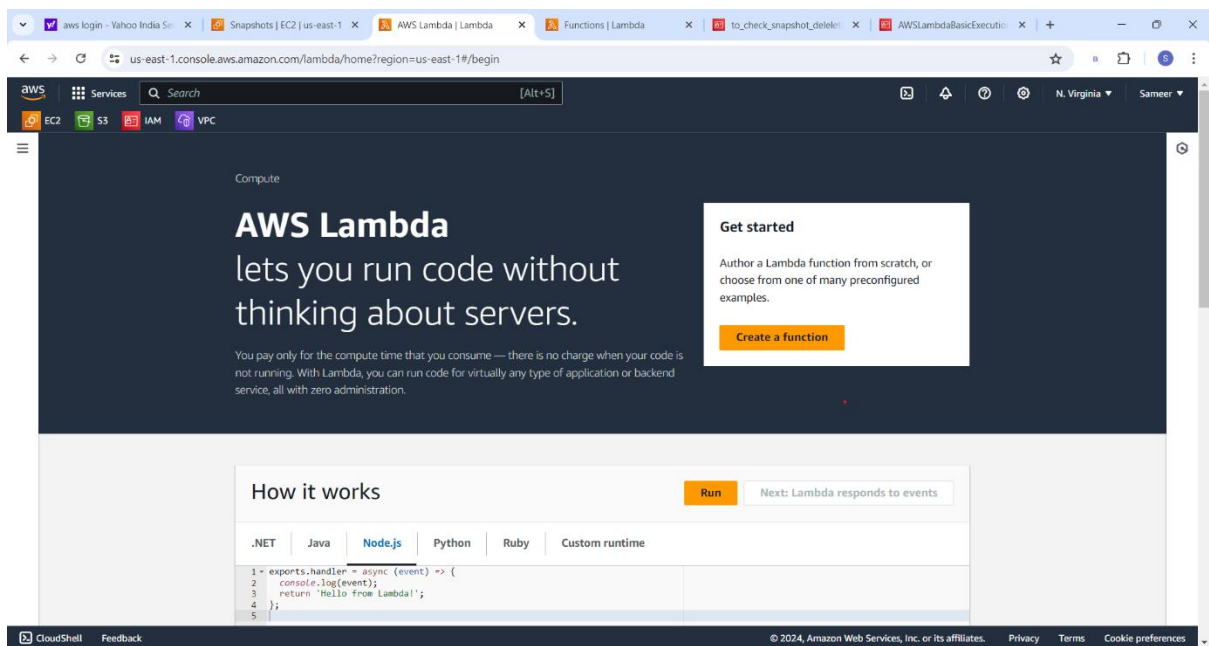 aws login - Yahoo India Se
Snapshots | EC2 | us-east-1
AWS Lambda | Lambda
Functions | Lambda
to_check_snapshot_delelet
AWSLambdaBasicExecutio
us-east-1.console.aws.amazon.com/lambda/home?region=us-east-1#/begin
aws
Services
Search
[Alt+S]
N. Virginia
Sameer
EC2
S3
IAM
VPC
Compute
AWS Lambda
lets you run code without
thinking about servers.
You pay only for the compute time that you consume — there is no charge when your code is
not running. With Lambda, you can run code for virtually any type of application or backend
service, all with zero administration.
Get started
Author a Lambda function from scratch, or
choose from one of many preconfigured
examples.
Create a function
How it works
Run
Next: Lambda responds to events
.NET
Java
Node.js
Python
Ruby
Custom runtime
1 exports.handler = async (event) => {
2 console.log(event);
3 return 'Hello from Lambda!';
4 };
5
CloudShell
Feedback
© 2024, Amazon Web Services, Inc. or its affiliates.
Privacy
Terms
Cookie preferences